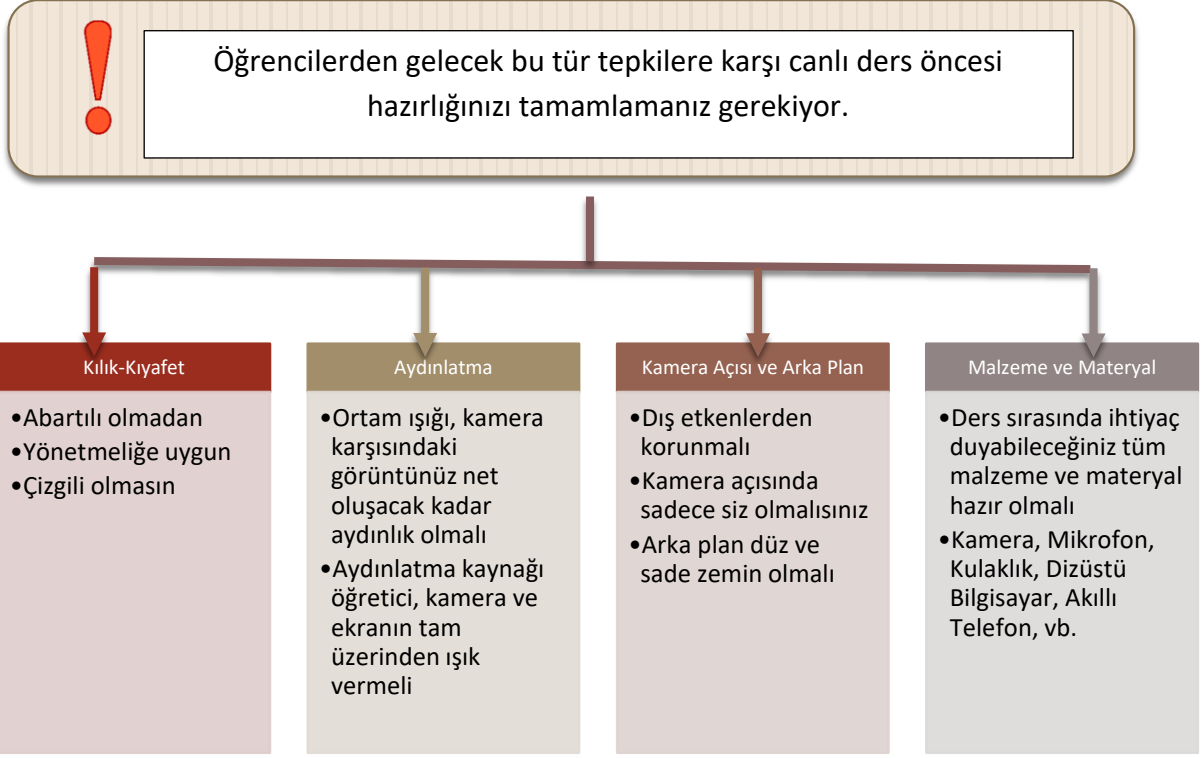 Öğrencilerden gelecek bu tür tepkilere karşı canlı ders öncesi
hazırlığınızı tamamlamanız gerekiyor.
Kılık-Kıyafet
•Abartılı olmadan
•Yönetmeliğe uygun
•Çizgili olmasın
Aydınlatma
•Ortam ışığı, kamera
karşısındaki
görüntünüz net
oluşacak kadar
aydınlık olmalı
•Aydınlatma kaynağı
öğretici, kamera ve
ekranın tam
üzerinden ışık
vermeli
Kamera Açısı ve Arka Plan
•Dış etkenlerden
korunmalı
•Kamera açısında
sadece siz olmalısınız
•Arka plan düz ve
sade zemin olmalı
Malzeme ve Materyal
•Ders sırasında ihtiyaç
duyabileceğiniz tüm
malzeme ve materyal
hazır olmalı
•Kamera, Mikrofon,
Kulaklık, Dizüstü
Bilgisayar, Akıllı
Telefon, vb.